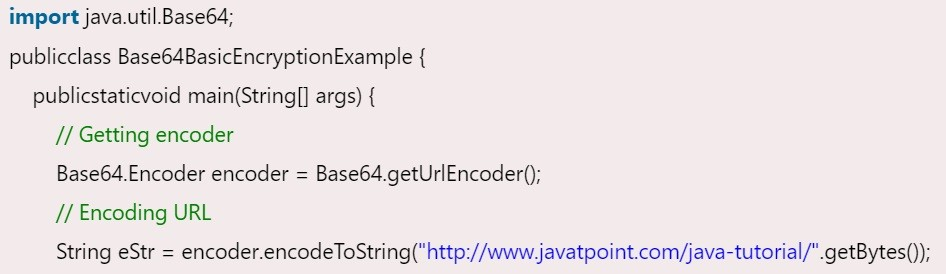 import java.util.Base64;
publicclass Base64BasicEncryptionExample {
publicstaticvoid main(String[] args) {
// Getting encoder
Base64.Encoder encoder = Base64.getUrlEncoder();
// Encoding URL
String eStr = encoder.encodeToString("http://www.javatpoint.com/java-tutorial/".getBytes());